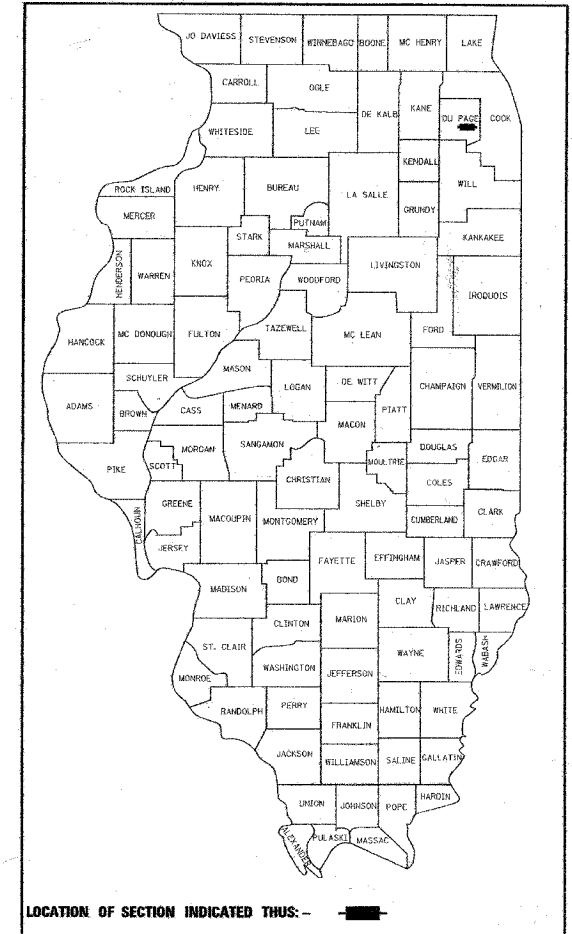 JO DAVIESS STEVENSON WINNEBAGO BOONE MC HENRY LAKE
CARROLL OGLE DE KALB KANE DU PAGE COOK
WHITESIDE LEE
KENDALL WILL
ROCK ISLAND HENRY BUREAU LA SALLE GRUNDY
MERCER PUTNAM KANKAKEE
STARK MARSHALL
HENDERSON WARREN KNOX PEORIA WOODFORD LIVINGSTON IROQUOIS
HANCOCK MC DONOUGH FULTON TAZEWELL MC LEAN FORD
MASON
SCHUYLER LOGAN DE WITT CHAMPAIGN VERMILION
ADAMS BROWN CASS MENARD MACON PIATT
MORGAN SANGAMON DOUGLAS EDGAR
PIKE SCOTT CHRISTIAN MOULTRIE COLES
SHELBY
GREENE MACOUPIN MONTGOMERY CUMBERLAND CLARK
CALHOUN JERSEY FAYETTE EFFINGHAM JASPER CRAWFORD
MADISON BOND CLAY RICHLAND LAWRENCE
CLINTON MARION
ST. CLAIR WAYNE EDWARDS WABASH
WASHINGTON JEFFERSON
MONROE
RANDOLPH PERRY FRANKLIN HAMILTON WHITE
JACKSON WILLIAMSON SALINE GALLATIN
UNION JOHNSON POPE HARDIN
ALEXANDER PULASKI MASSAC
LOCATION OF SECTION INDICATED THUS: -